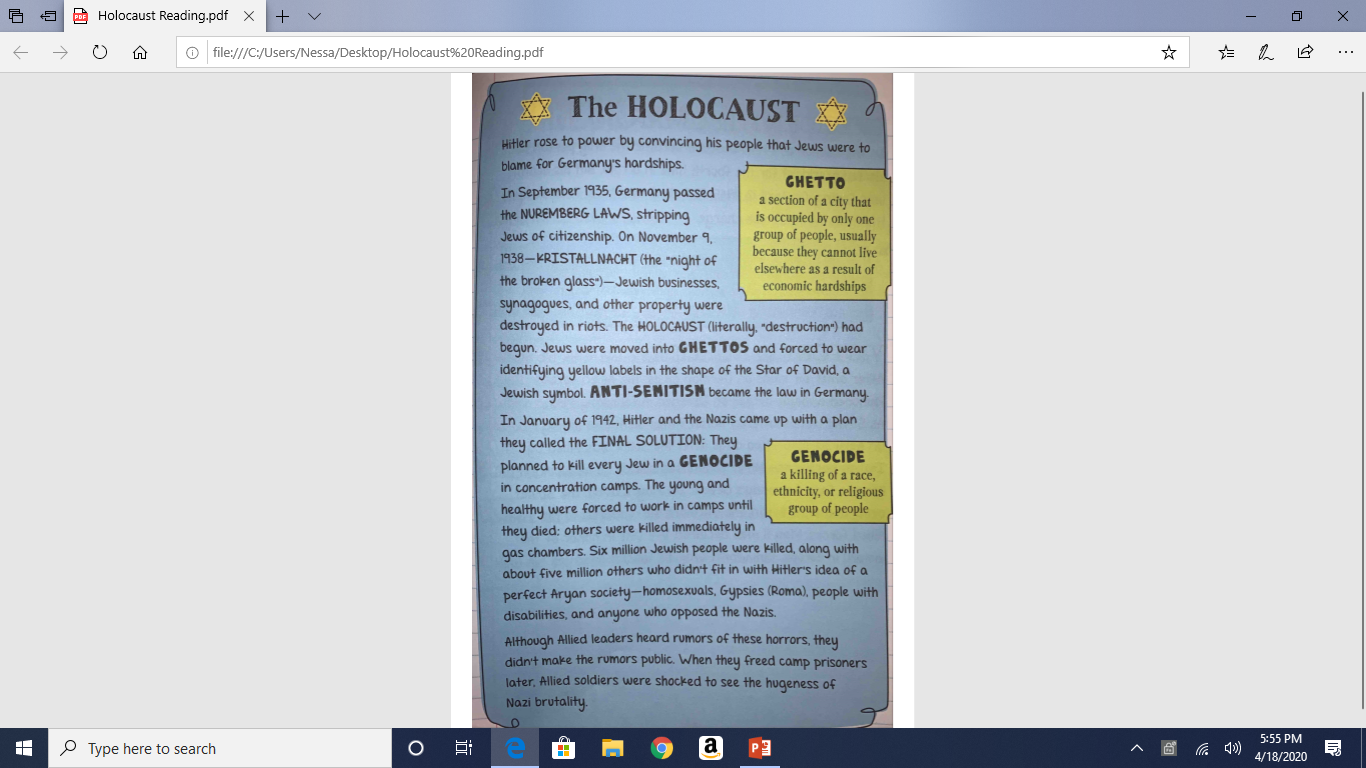 Holocaust Reading.pdf
file:///C:/Users/Nessa/Desktop/Holocaust%20Reading.pdf
The HOLOCAUST
Hitler rose to power by convincing his people that Jews were to
blame for Germany's hardships.
In September 1935, Germany passed
the NUREMBERG LAWS, stripping
Jews of citizenship. On November 9,
1938—KRISTALLNACHT (the "night of
the broken glass")—Jewish businesses,
synagogues, and other property were
destroyed in riots. The HOLOCAUST (literally, "destruction") had
begun. Jews were moved into GHETTOS and forced to wear
identifying yellow labels in the shape of the Star of David, a
Jewish symbol. ANTI-SEMITISM became the law in Germany.
GHETTO
a section of a city that
is occupied by only one
group of people, usually
because they cannot live
elsewhere as a result of
economic hardships
In January of 1942, Hitler and the Nazis came up with a plan
they called the FINAL SOLUTION: They
planned to kill every Jew in a GENOCIDE
in concentration camps. The young and
healthy were forced to work in camps until
they died; others were killed immediately in
gas chambers. Six million Jewish people were killed, along with
about five million others who didn't fit in with Hitler's idea of a
perfect Aryan society—homosexuals, Gypsies (Roma), people with
disabilities, and anyone who opposed the Nazis.
GENOCIDE
a killing of a race,
ethnicity, or religious
group of people
Although Allied leaders heard rumors of these horrors, they
didn't make the rumors public. When they freed camp prisoners
later, Allied soldiers were shocked to see the hugeness of
Nazi brutality.
Type here to search
5:55 PM
4/18/2020